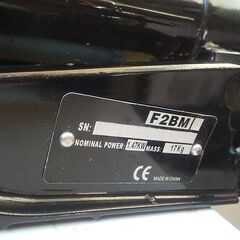 F2BM
SN:
NOMINAL POWER: 1.47KW MASS: 17Kg
CE MADE IN CHINA